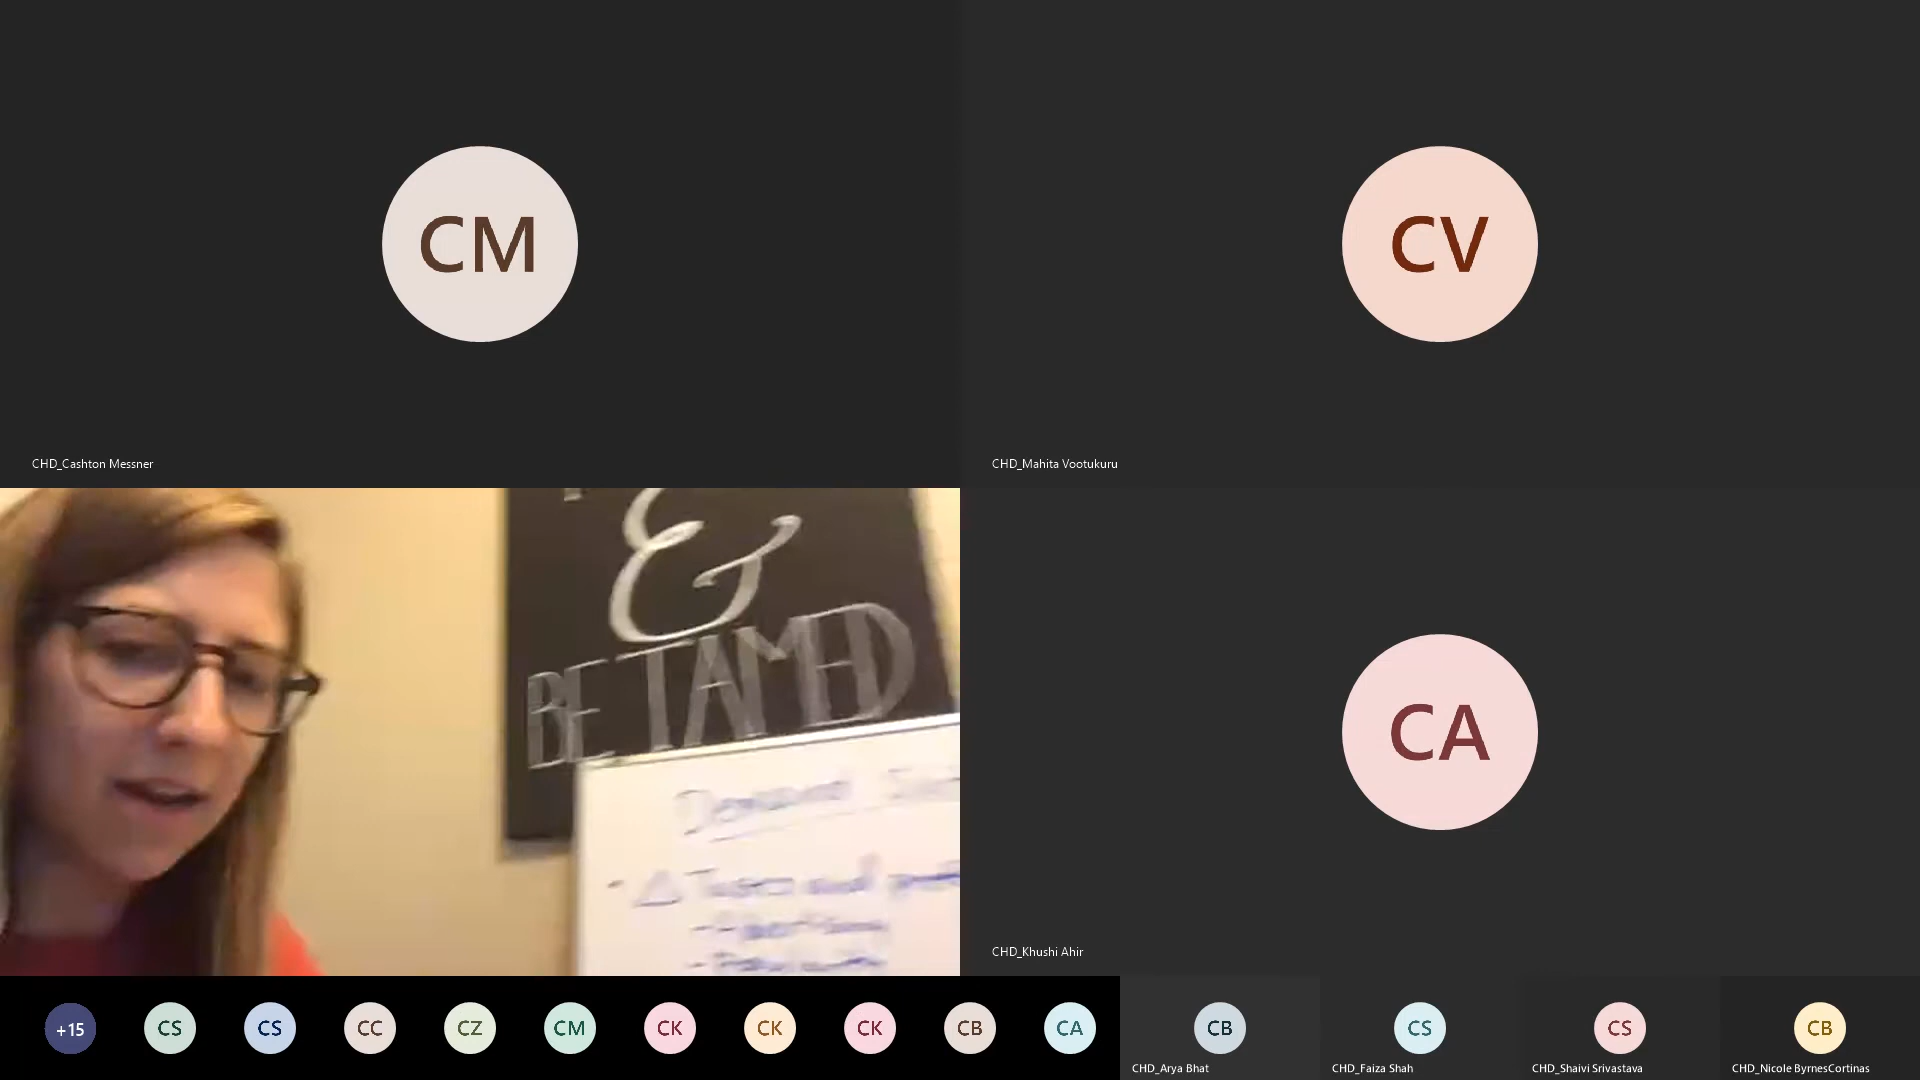 CM
CV
CHD_Cashton Messner
CHD_Mahita Vootukuru
&
BE TAMED
Demand
CA
CHD_Khushi Ahir
+15
CS
CS
CC
CZ
CM
CK
CK
CK
CB
CA
CB
CS
CS
CB
CHD_Arya Bhat
CHD_Faiza Shah
CHD_Shaivi Srivastava
CHD_Nicole ByrnesCortinas